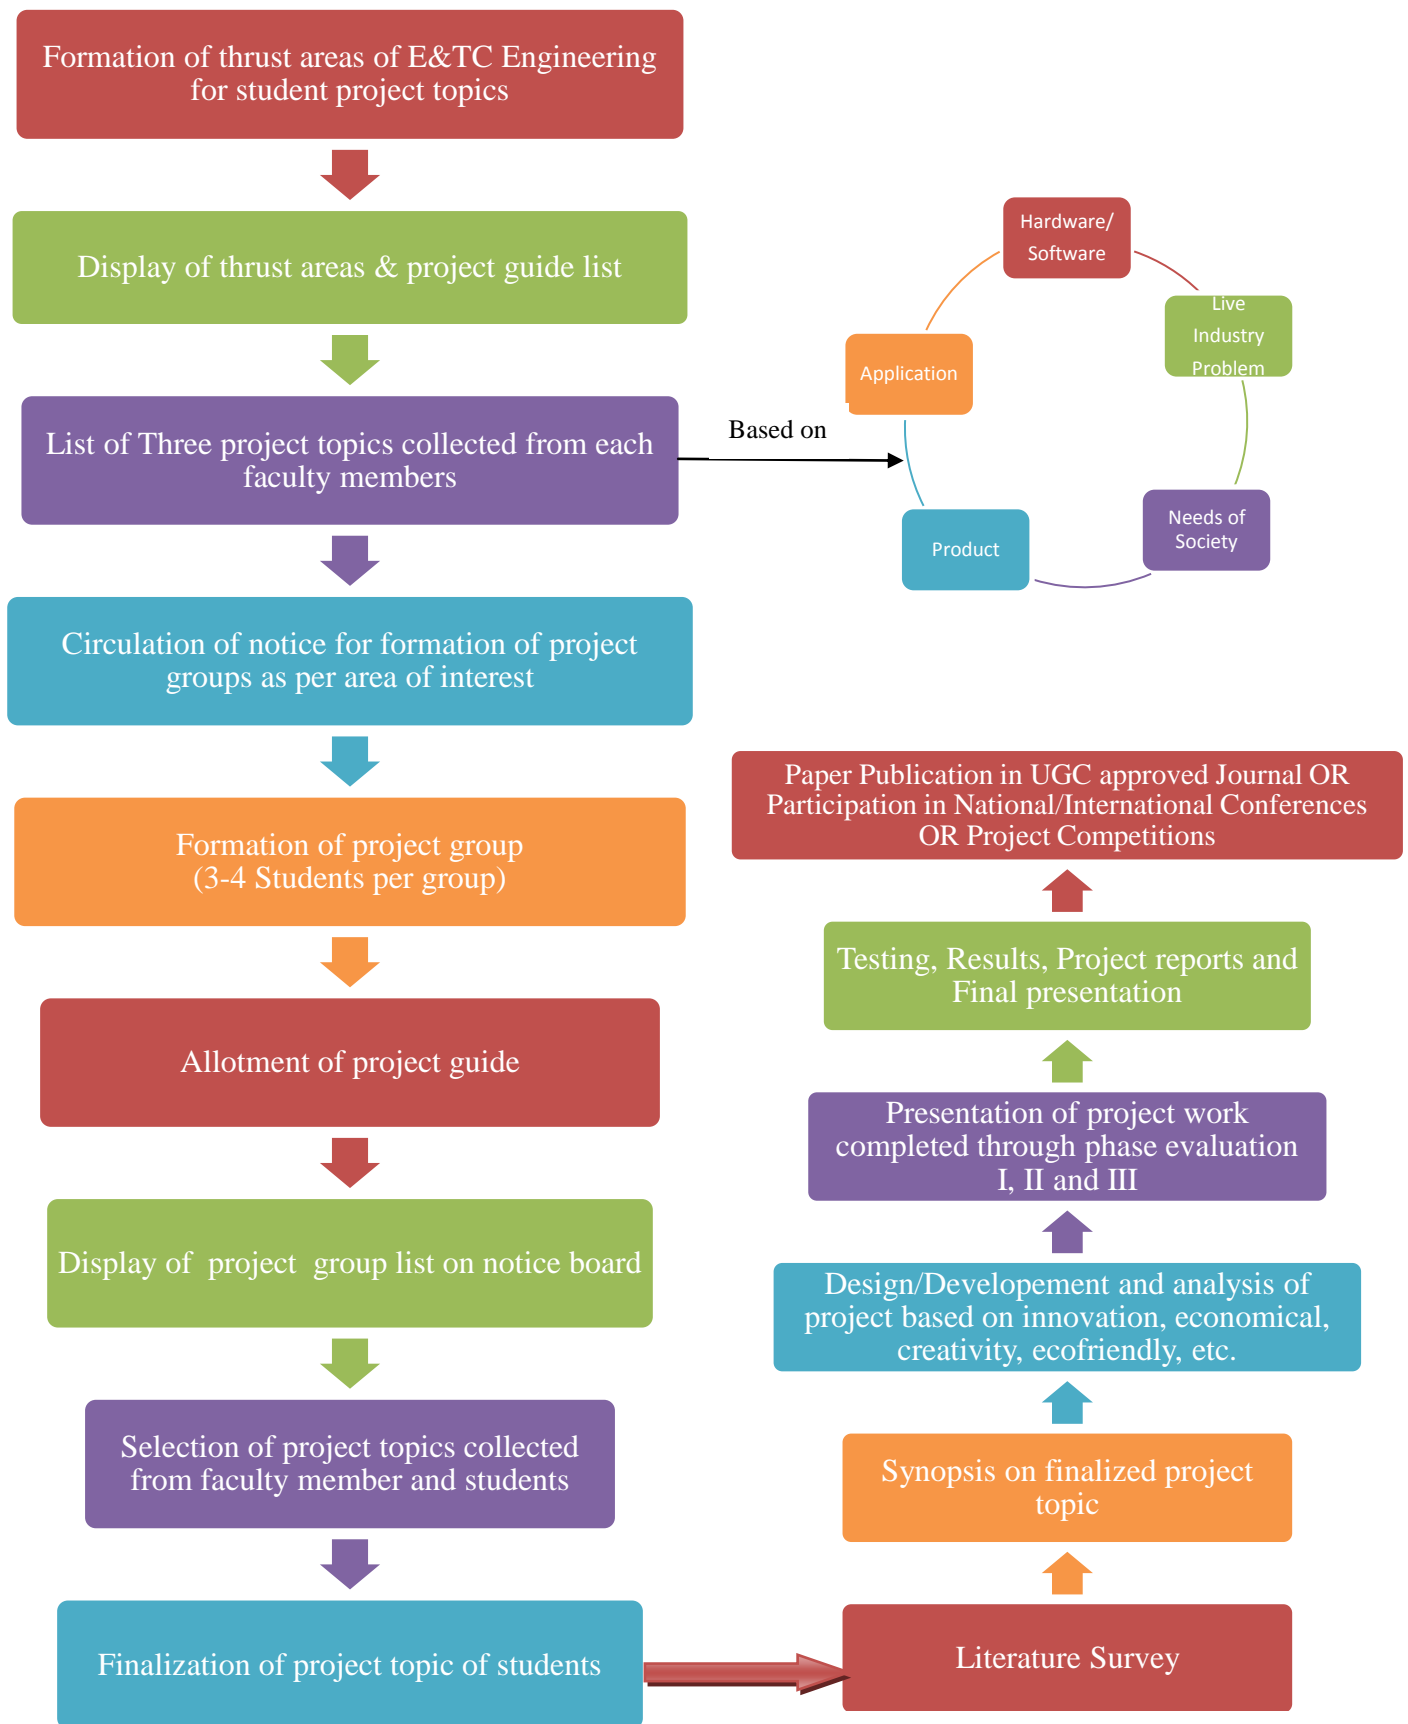 Formation of thrust areas of E&TC Engineering
for student project topics
Display of thrust areas & project guide list
List of Three project topics collected from each
faculty members
Based on
Hardware/
Software
Live
Industry
Problem
Needs of
Society
Product
Application
Circulation of notice for formation of project
groups as per area of interest
Formation of project group
(3-4 Students per group)
Allotment of project guide
Display of  project  group list on notice board
Selection of project topics collected
from faculty member and students
Finalization of project topic of students
Literature Survey
Synopsis on finalized project
topic
Design/Developement and analysis of
project based on innovation, economical,
creativity, ecofriendly, etc.
Presentation of project work
completed through phase evaluation
I, II and III
Testing, Results, Project reports and
Final presentation
Paper Publication in UGC approved Journal OR
Participation in National/International Conferences
OR Project Competitions